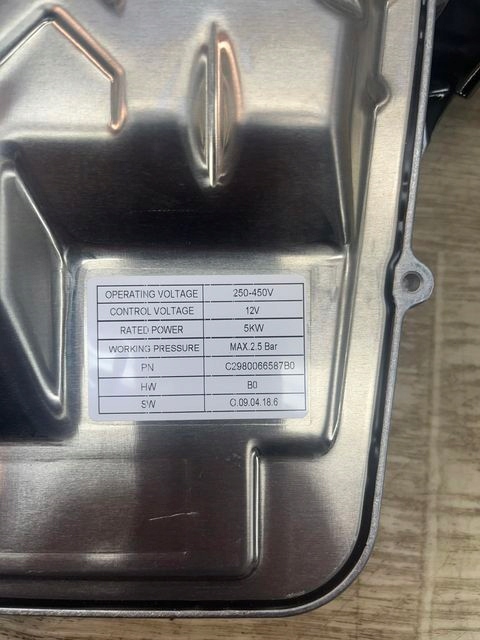 OPERATING VOLTAGE 250-450V
CONTROL VOLTAGE 12V
RATED POWER 5KW
WORKING PRESSURE MAX.2.5 Bar
PN C2980066587B0
HW B0
SW C.09.04.18.6